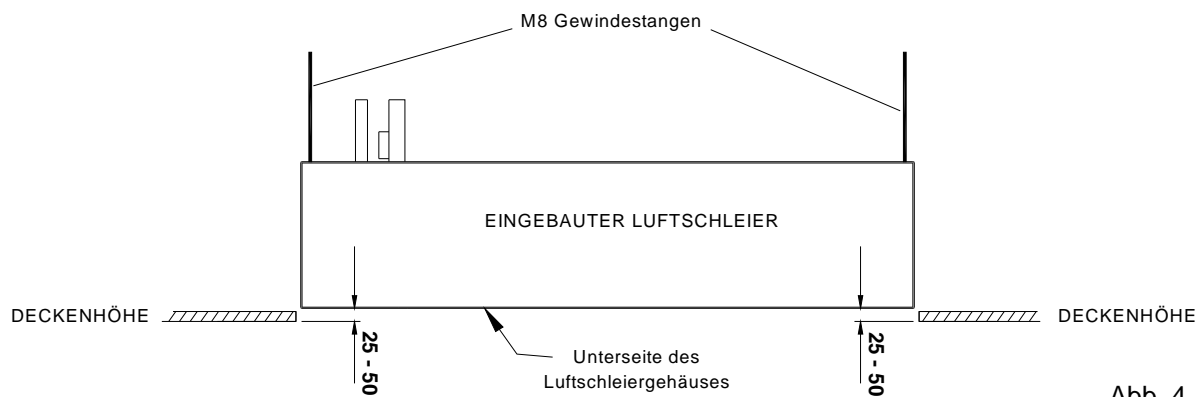 M8 Gewindestangen
EINGEBAUTER LUFTSCHLEIER
DECKENHÖHE
DECKENHÖHE
25 - 50
25 - 50
Unterseite des
Luftschleiergehäuses
Abb. 4